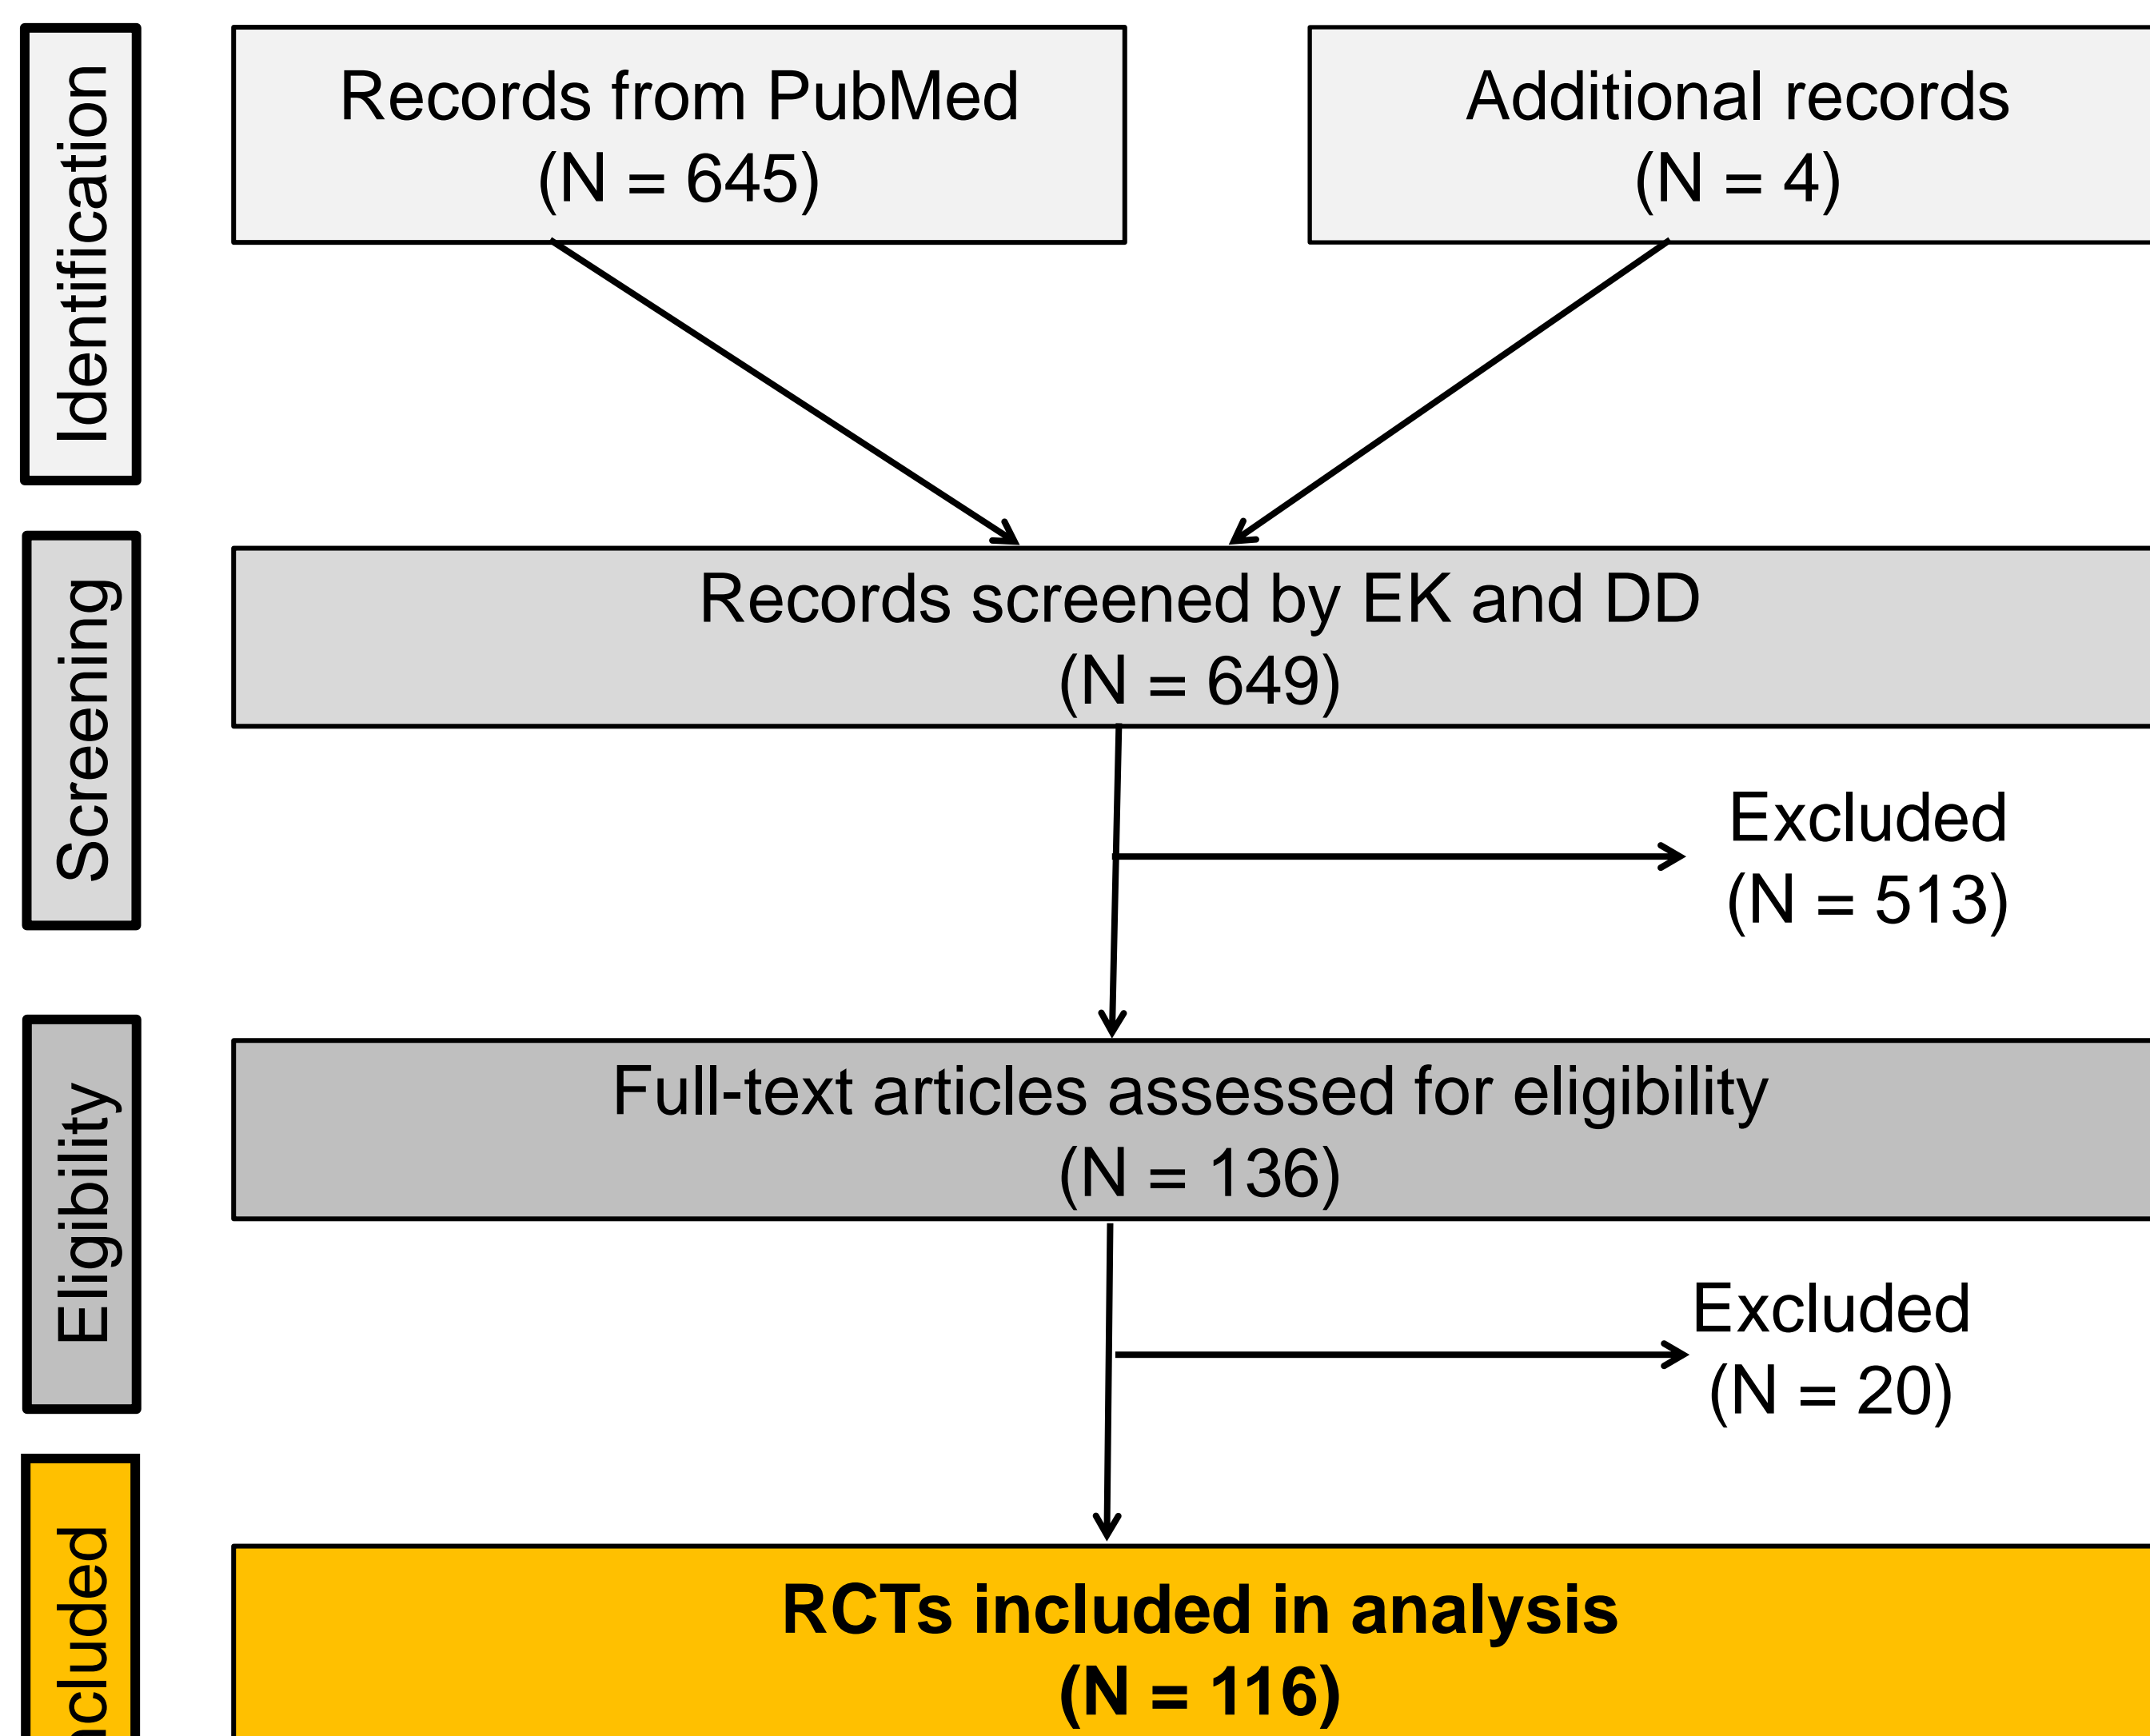 Identification
Records from PubMed
(N = 645)
Additional records
(N = 4)
Screening
Records screened by EK and DD
(N = 649)
Excluded
(N = 513)
Eligibility
Full-text articles assessed for eligibility
(N = 136)
Excluded
(N = 20)
RCTs included in analysis
(N = 116)